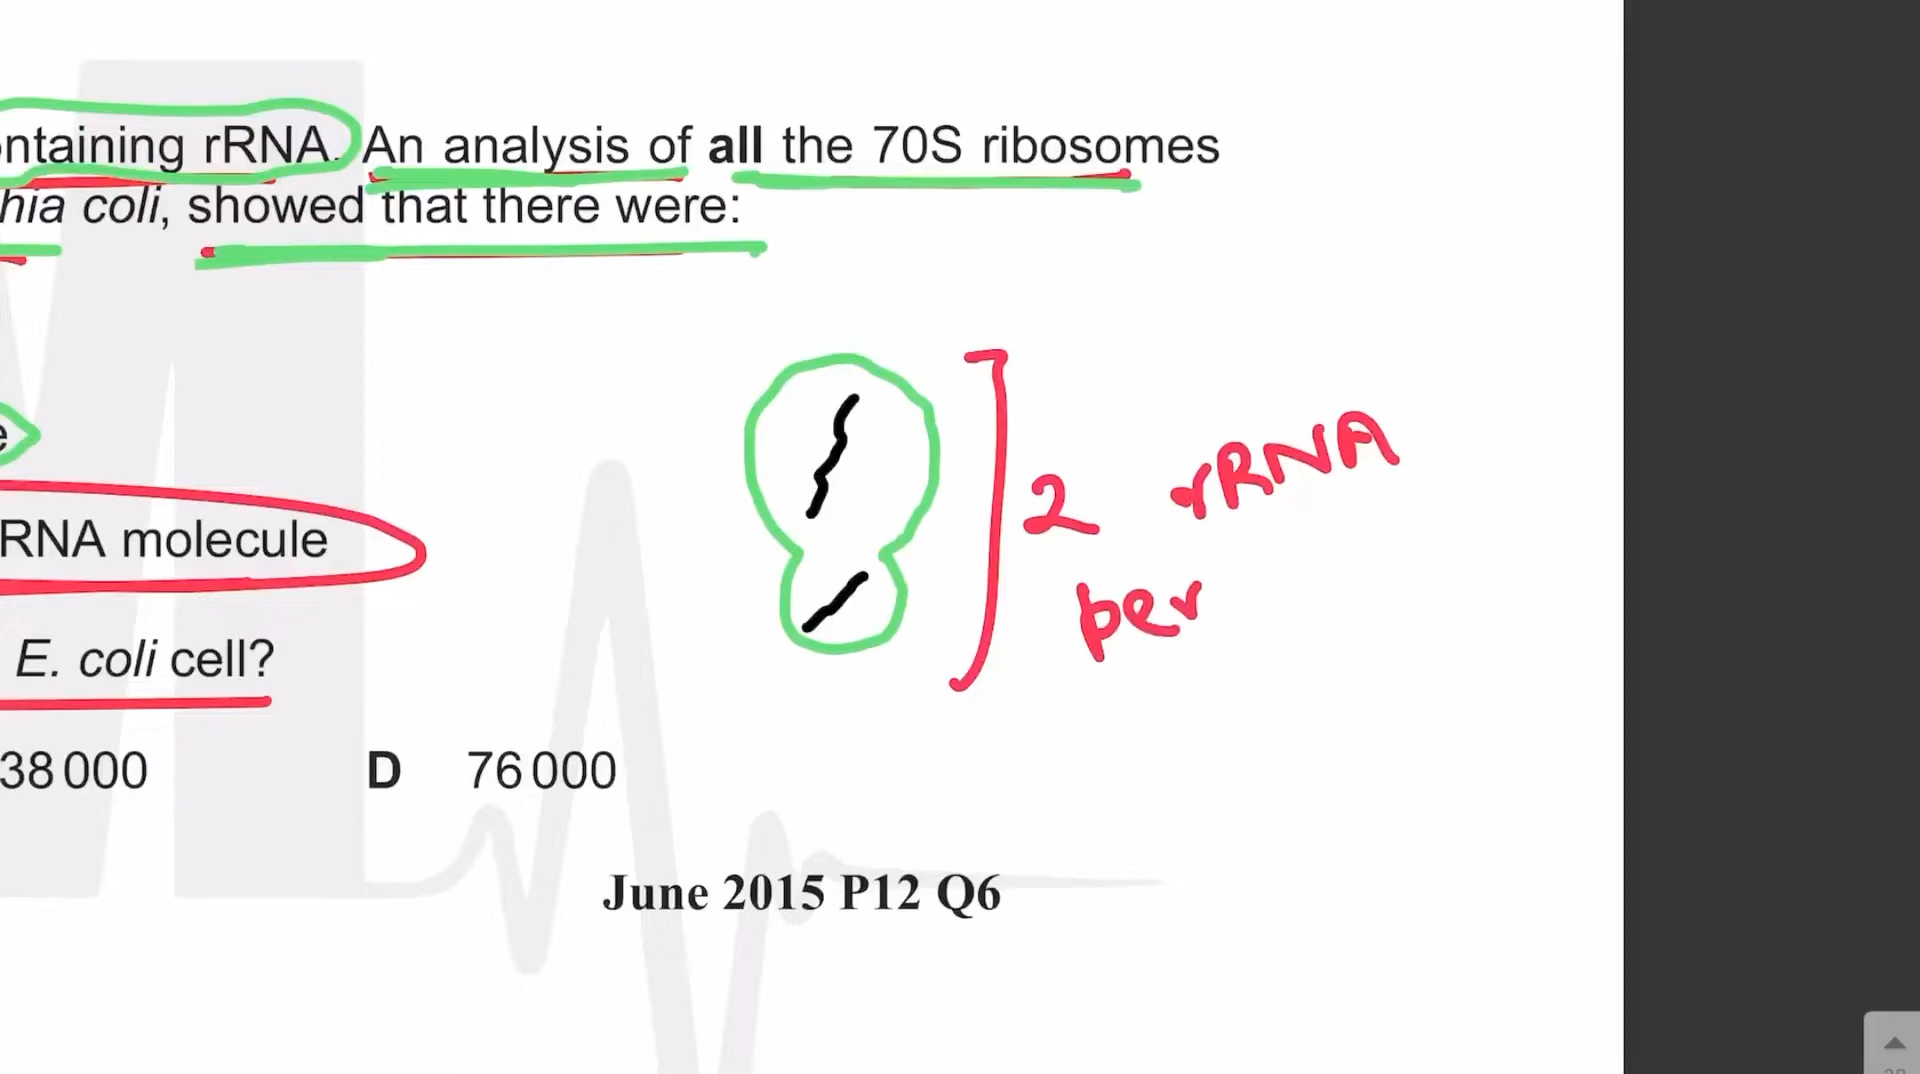 ntaining rRNA. An analysis of all the 70S ribosomes
hia coli, showed that there were:
e
RNA molecule
E. coli cell?
38 000 D 76 000
2 rRNA
per
June 2015 P12 Q6